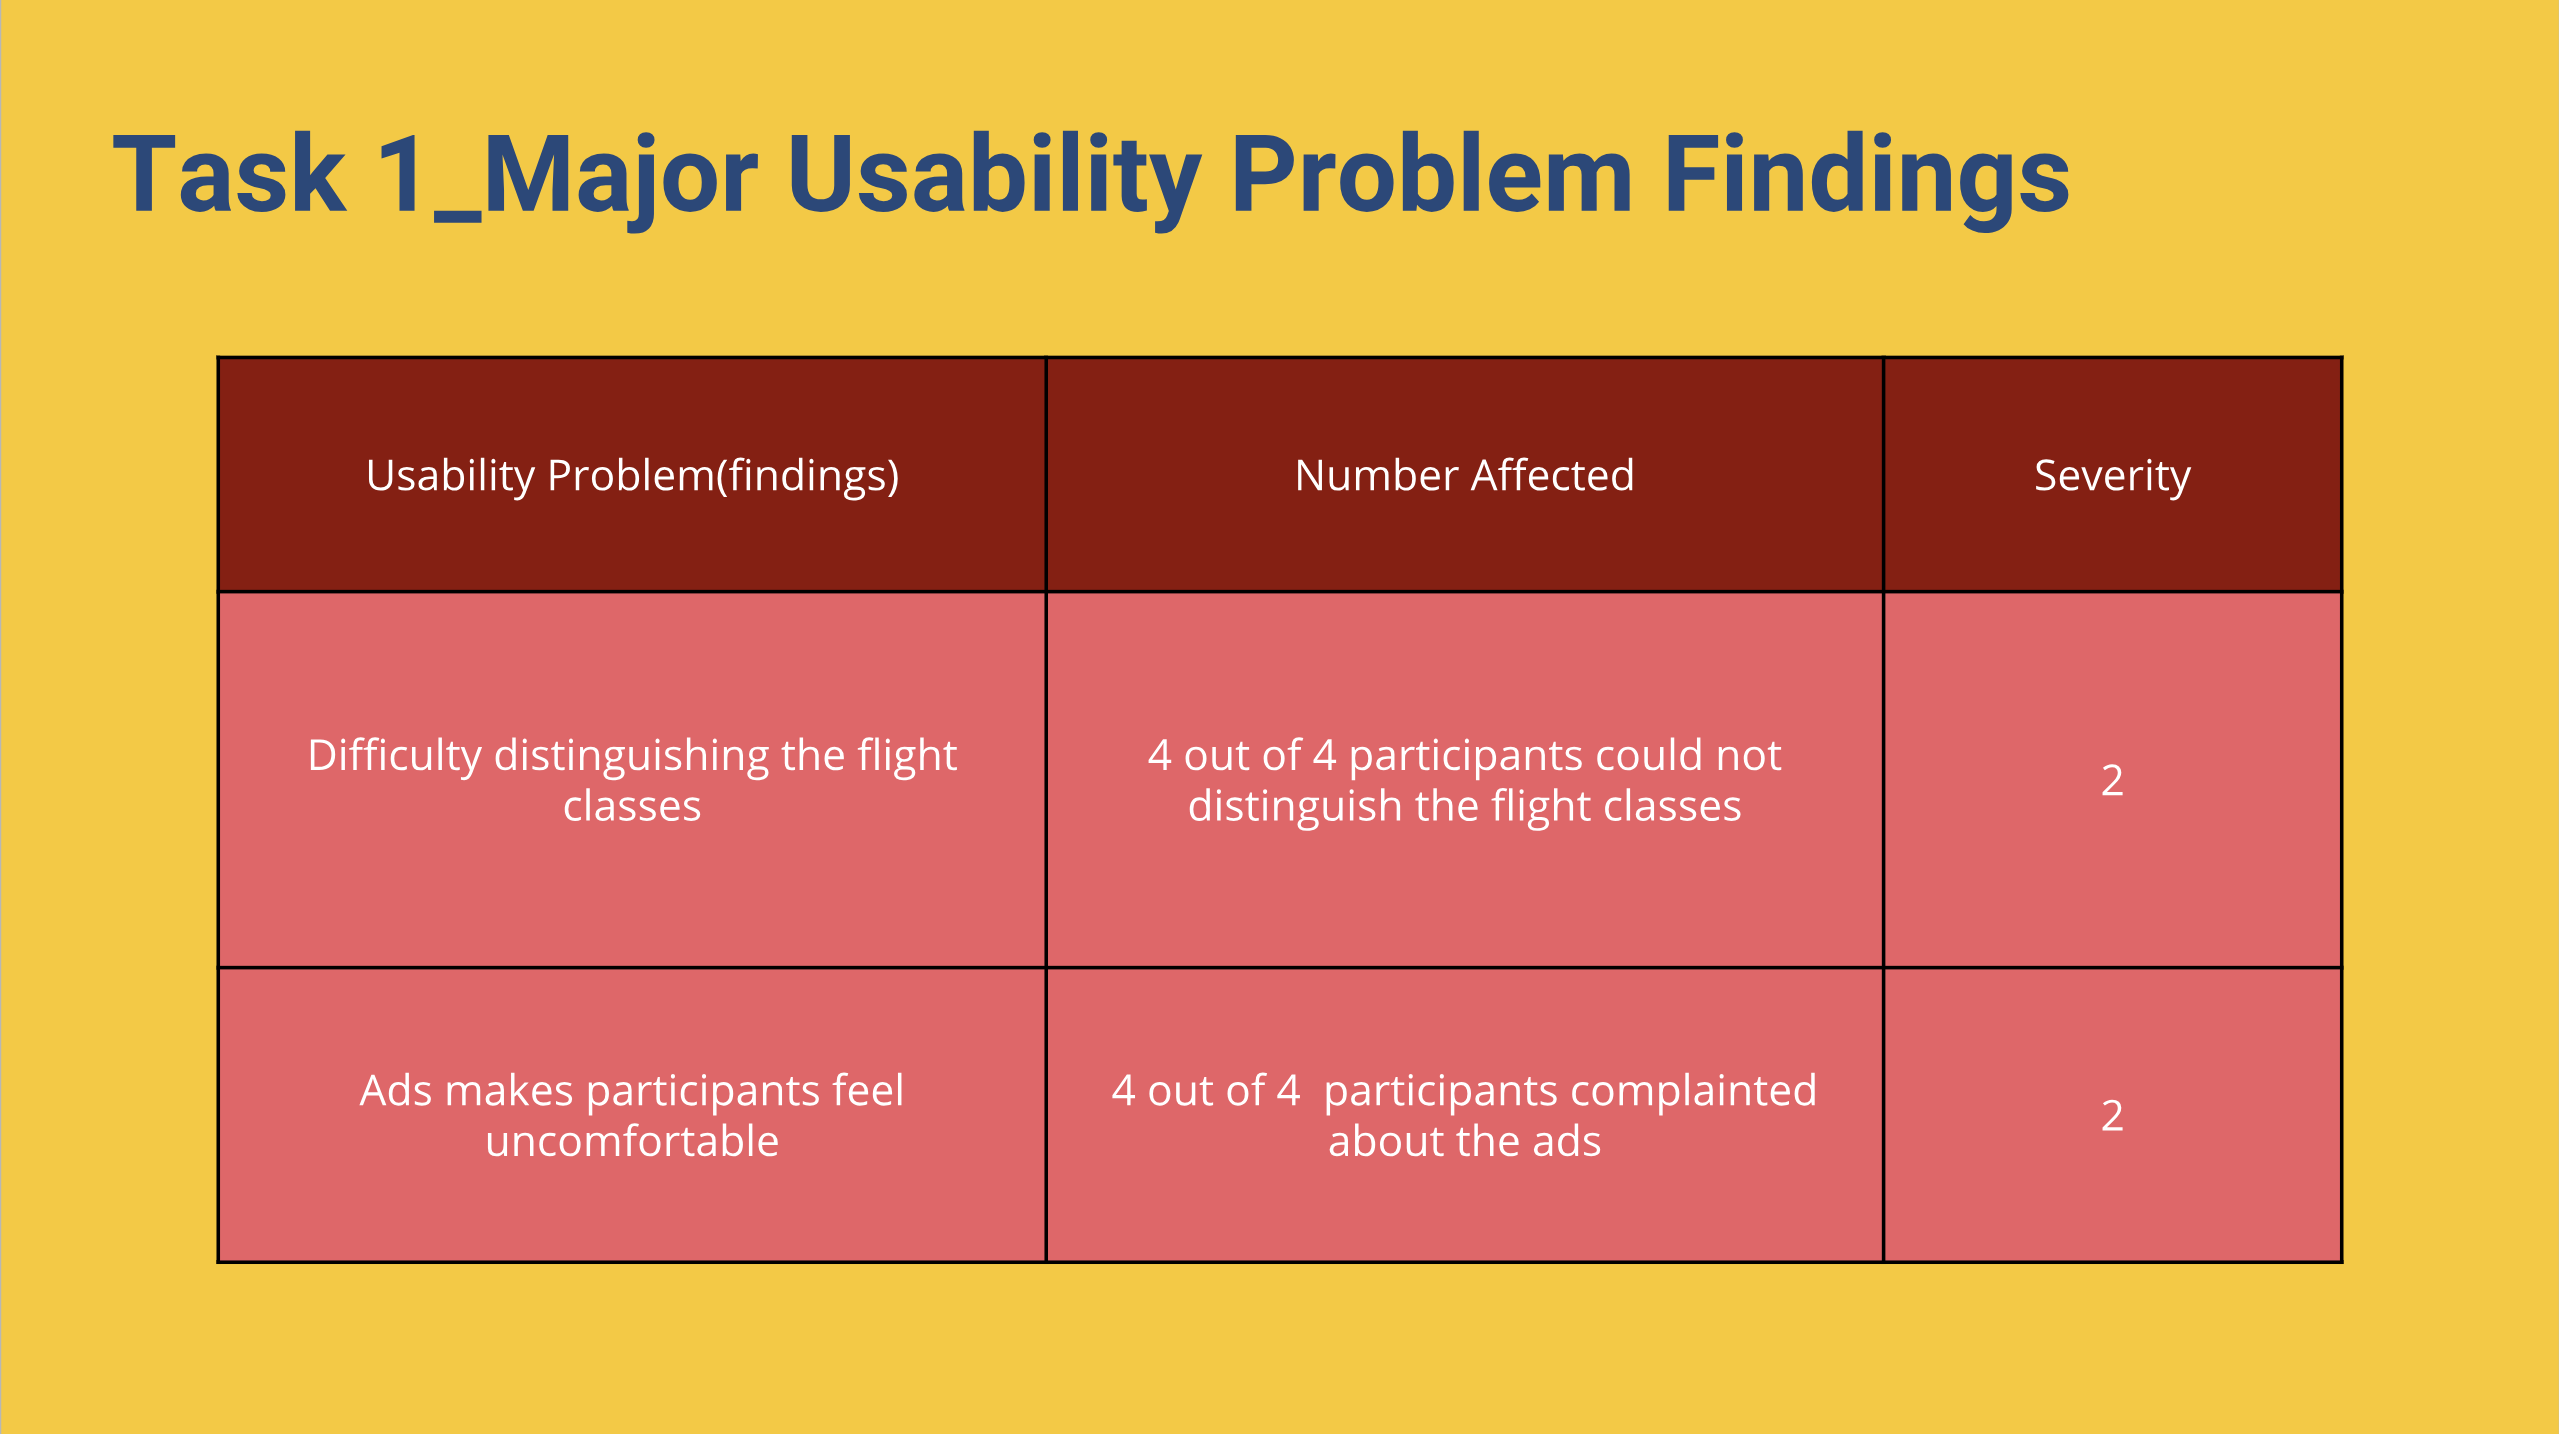 Task 1_Major Usability Problem Findings
Usability Problem(findings)
Number Affected
Severity
Difficulty distinguishing the flight
classes
4 out of 4 participants could not
distinguish the flight classes
2
Ads makes participants feel
uncomfortable
4 out of 4  participants complainted
about the ads
2